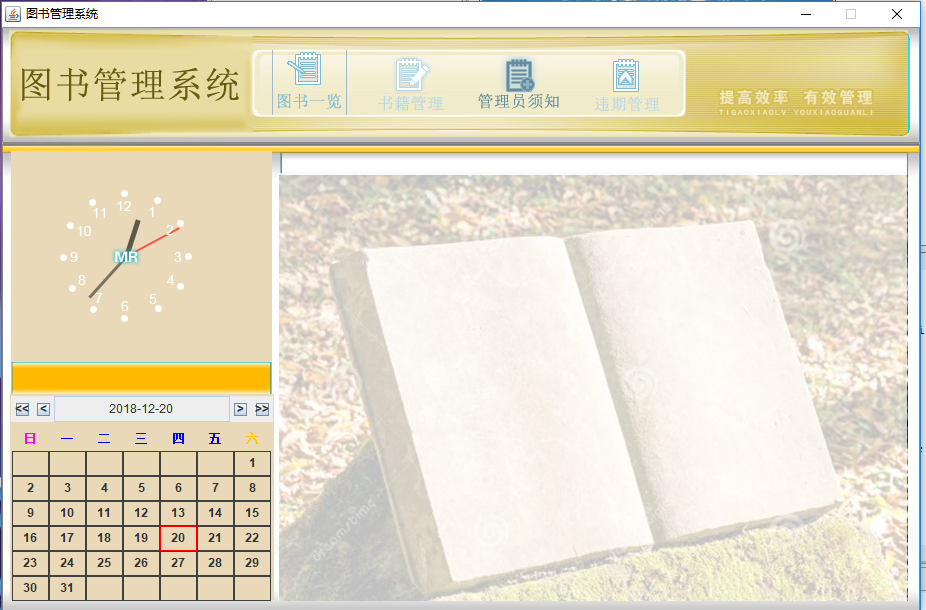 图书管理系统
图书管理系统
图书一览 书籍管理 管理员须知 违期管理
提高效率 有效管理
TIGAOXIAOLV YOUXIAOGUANLI
12
11 1
10 2
9 MR 3
8 4
7 5
6
<< < 2018-12-20 > >>
日 一 二 三 四 五 六
1
2 3 4 5 6 7 8
9 10 11 12 13 14 15
16 17 18 19 20 21 22
23 24 25 26 27 28 29
30 31
dreamstime